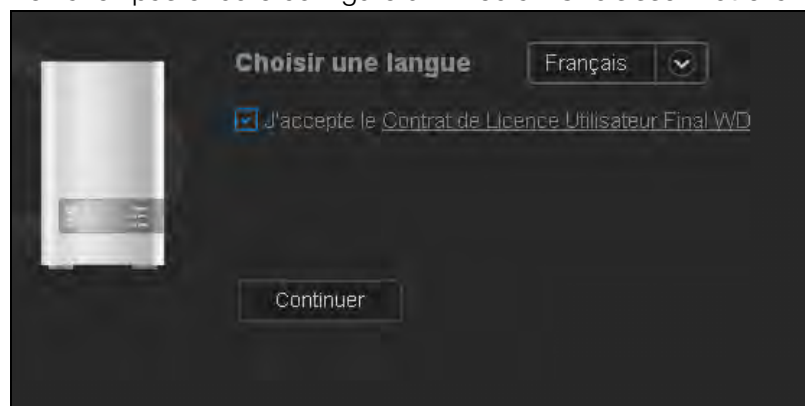 Choisir une langue Français
J'accepte le Contrat de Licence Utilisateur Final WD
Continuer